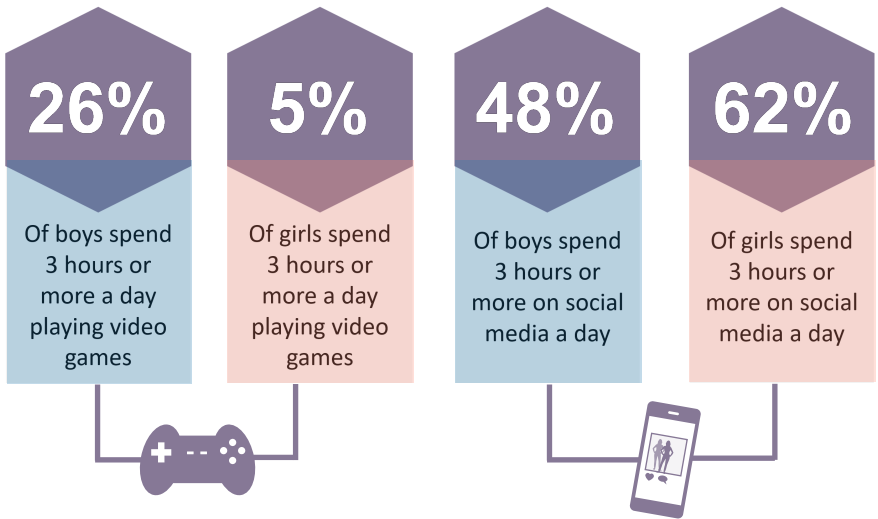 26%
Of boys spend
3 hours or
more a day
playing video
games
5%
Of girls spend
3 hours or
more a day
playing video
games
48%
Of boys spend
3 hours or
more on social
media a day
62%
Of girls spend
3 hours or
more on social
media a day